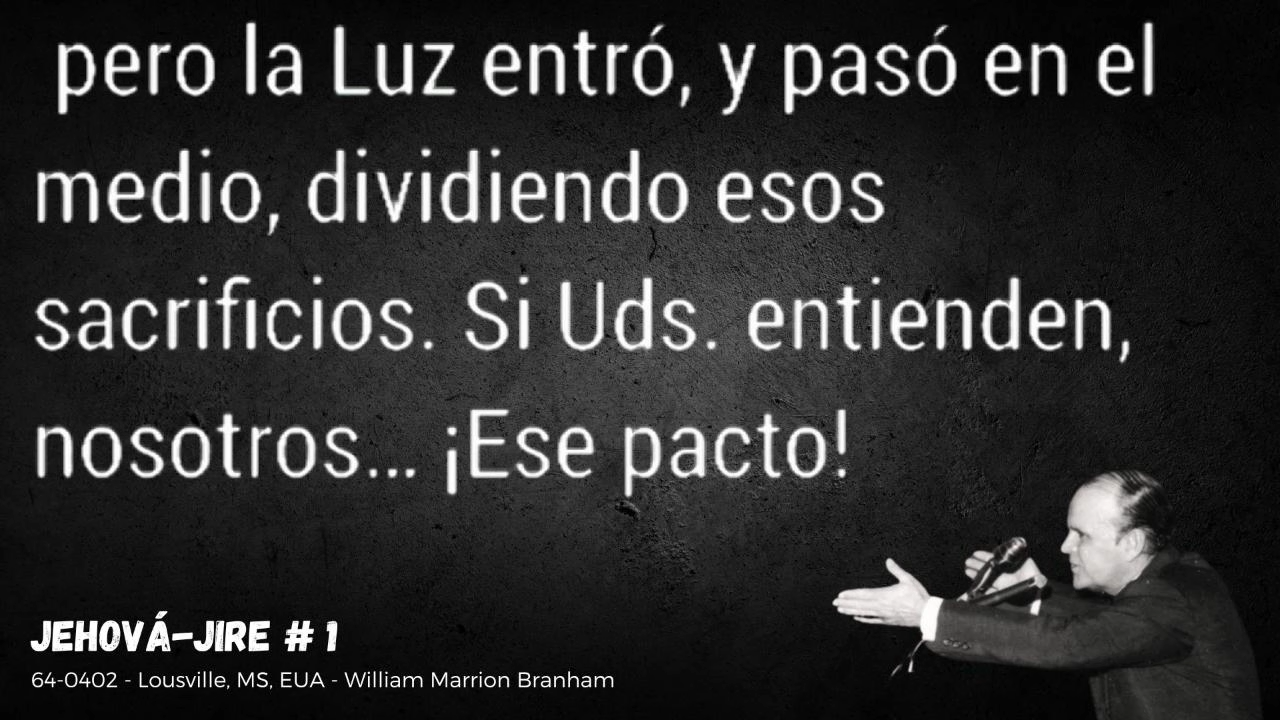 pero la Luz entró, y pasó en el
medio, dividiendo esos
sacrificios. Si Uds. entienden,
nosotros... ¡Ese pacto!
JEHOVÁ-JIRE # 1
64-0402 - Lousville, MS, EUA - William Marrion Branham